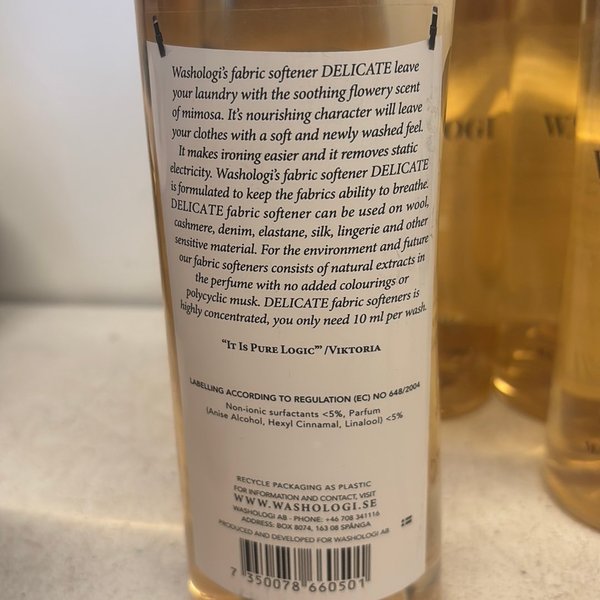 Washologi's fabric softener DELICATE leave
your laundry with the soothing flowery scent
of mimosa. It's nourishing character will leave
your clothes with a soft and newly washed feel.
It makes ironing easier and it removes static
electricity. Washologi's fabric softener DELICATE
is formulated to keep the fabrics ability to breathe.
DELICATE fabric softener can be used on wool,
cashmere, denim, elastane, silk, lingerie and other
sensitive material. For the environment and future
our fabric softeners consists of natural extracts in
the perfume with no added colourings or
polycyclic musk. DELICATE fabric softeners is
highly concentrated, you only need 10 ml per wash.
"It Is Pure Logic'" /Viktoria
LABELLING ACCORDING TO REGULATION (EC) NO 648/2004
Non-ionic surfactants <5%, Parfum
(Anise Alcohol, Hexyl Cinnamal, Linalool) <5%
RECYCLE PACKAGING AS PLASTIC
FOR INFORMATION AND CONTACT, VISIT
WWW.WASHOLOGI.SE
WASHOLOGI AB - PHONE: +46 708 341116
ADDRESS: BOX 8074, 163 08 SPÅNGA
PRODUCED AND DEVELOPED FOR WASHOLOGI AB
7 350078 660501
OLOGI
WA